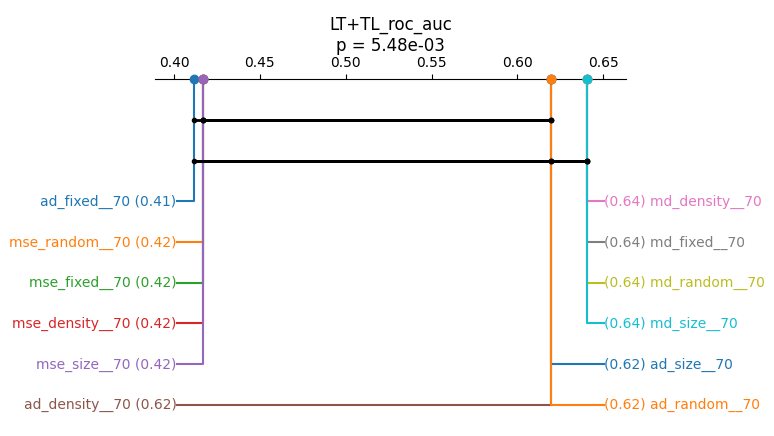 LT+TL_roc_auc
p = 5.48e-03
0.40 0.45 0.50 0.55 0.60 0.65
ad_fixed__70 (0.41)
(0.64) md_density__70
mse_random__70 (0.42)
(0.64) md_fixed__70
mse_fixed__70 (0.42)
(0.64) md_random__70
mse_density__70 (0.42)
(0.64) md_size__70
mse_size__70 (0.42)
(0.62) ad_size__70
ad_density__70 (0.62)
(0.62) ad_random__70